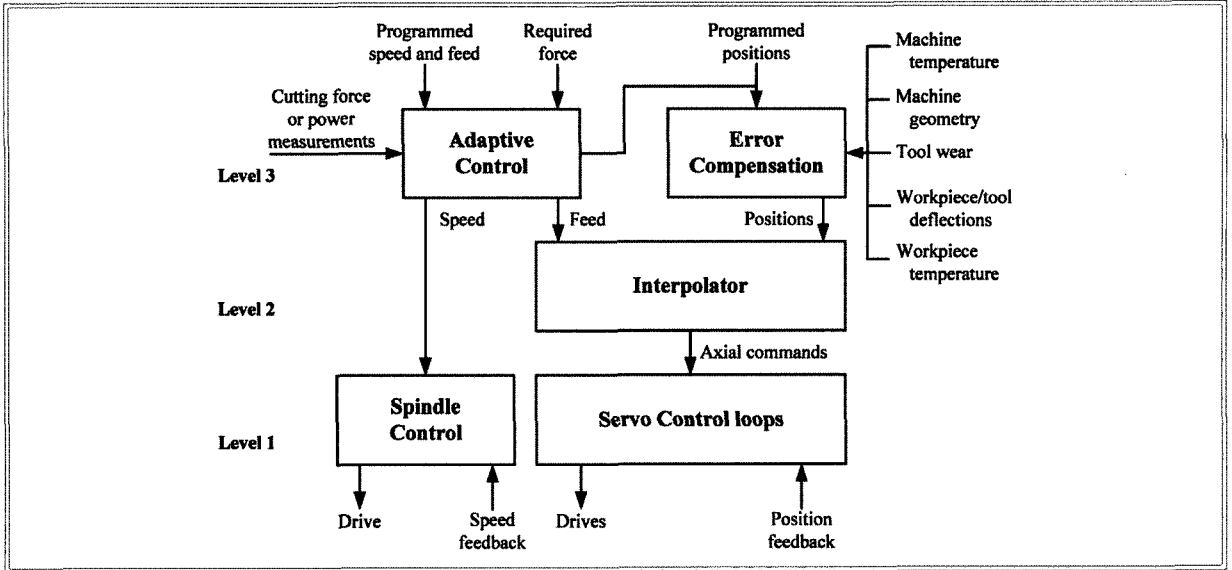 Programmed
speed and feed
Required
force
Programmed
positions
Machine
temperature
Machine
geometry
Tool wear
Workpiece/tool
deflections
Workpiece
temperature
Cutting force
or power
measurements
Adaptive
Control
Error
Compensation
Level 3
Speed
Feed
Positions
Interpolator
Level 2
Axial commands
Spindle
Control
Servo Control loops
Level 1
Drive
Speed
feedback
Drives
Position
feedback